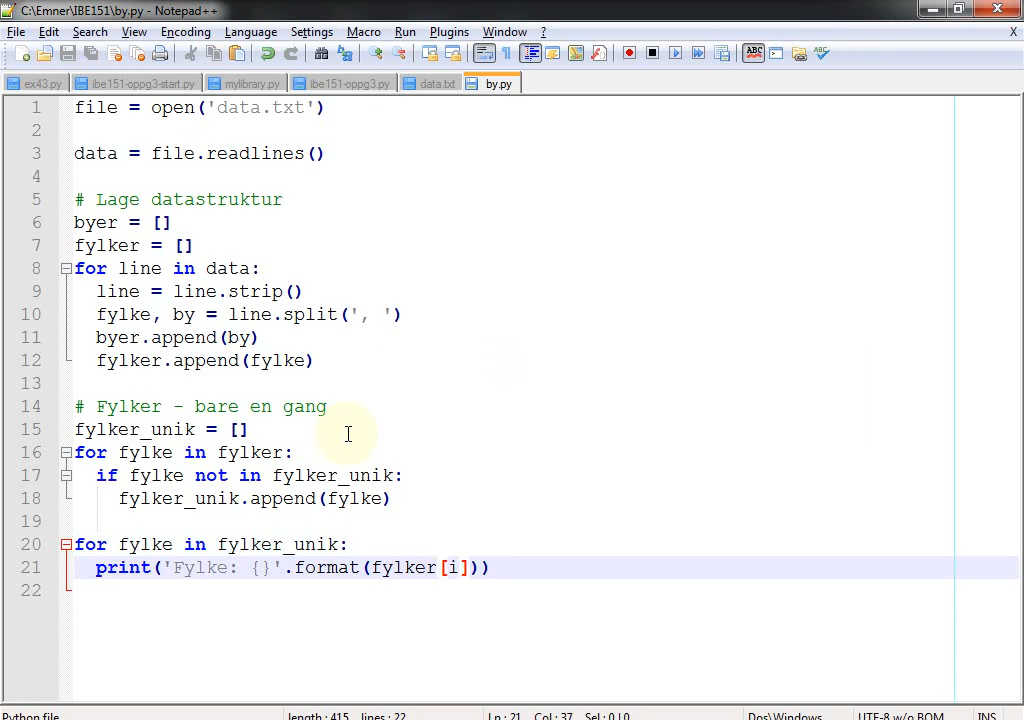 C:\Emner\IBE151\by.py - Notepad++
File Edit Search View Encoding Language Settings Macro Run Plugins Window ? X
ABC ABC
ex43.py ibe151-oppg3-start.py mylibrary.py ibe151-oppg3.py data.txt by.py
1 file = open('data.txt')
2
3 data = file.readlines()
4
5 # Lage datastruktur
6 byer = []
7 fylker = []
8 for line in data:
9 line = line.strip()
10 fylke, by = line.split(', ')
11 byer.append(by)
12 fylker.append(fylke)
13
14 # Fylker - bare en gang
15 fylker_unik = []
16 for fylke in fylker:
17 if fylke not in fylker_unik:
18 fylker_unik.append(fylke)
19
20 for fylke in fylker_unik:
21 print('Fylke: {}'.format(fylker[i]))
22
Python file length : 415 lines : 22 Ln : 21 Col : 37 Sel : 0 | 0 Dos\Windows UTF-8 w/o BOM INS